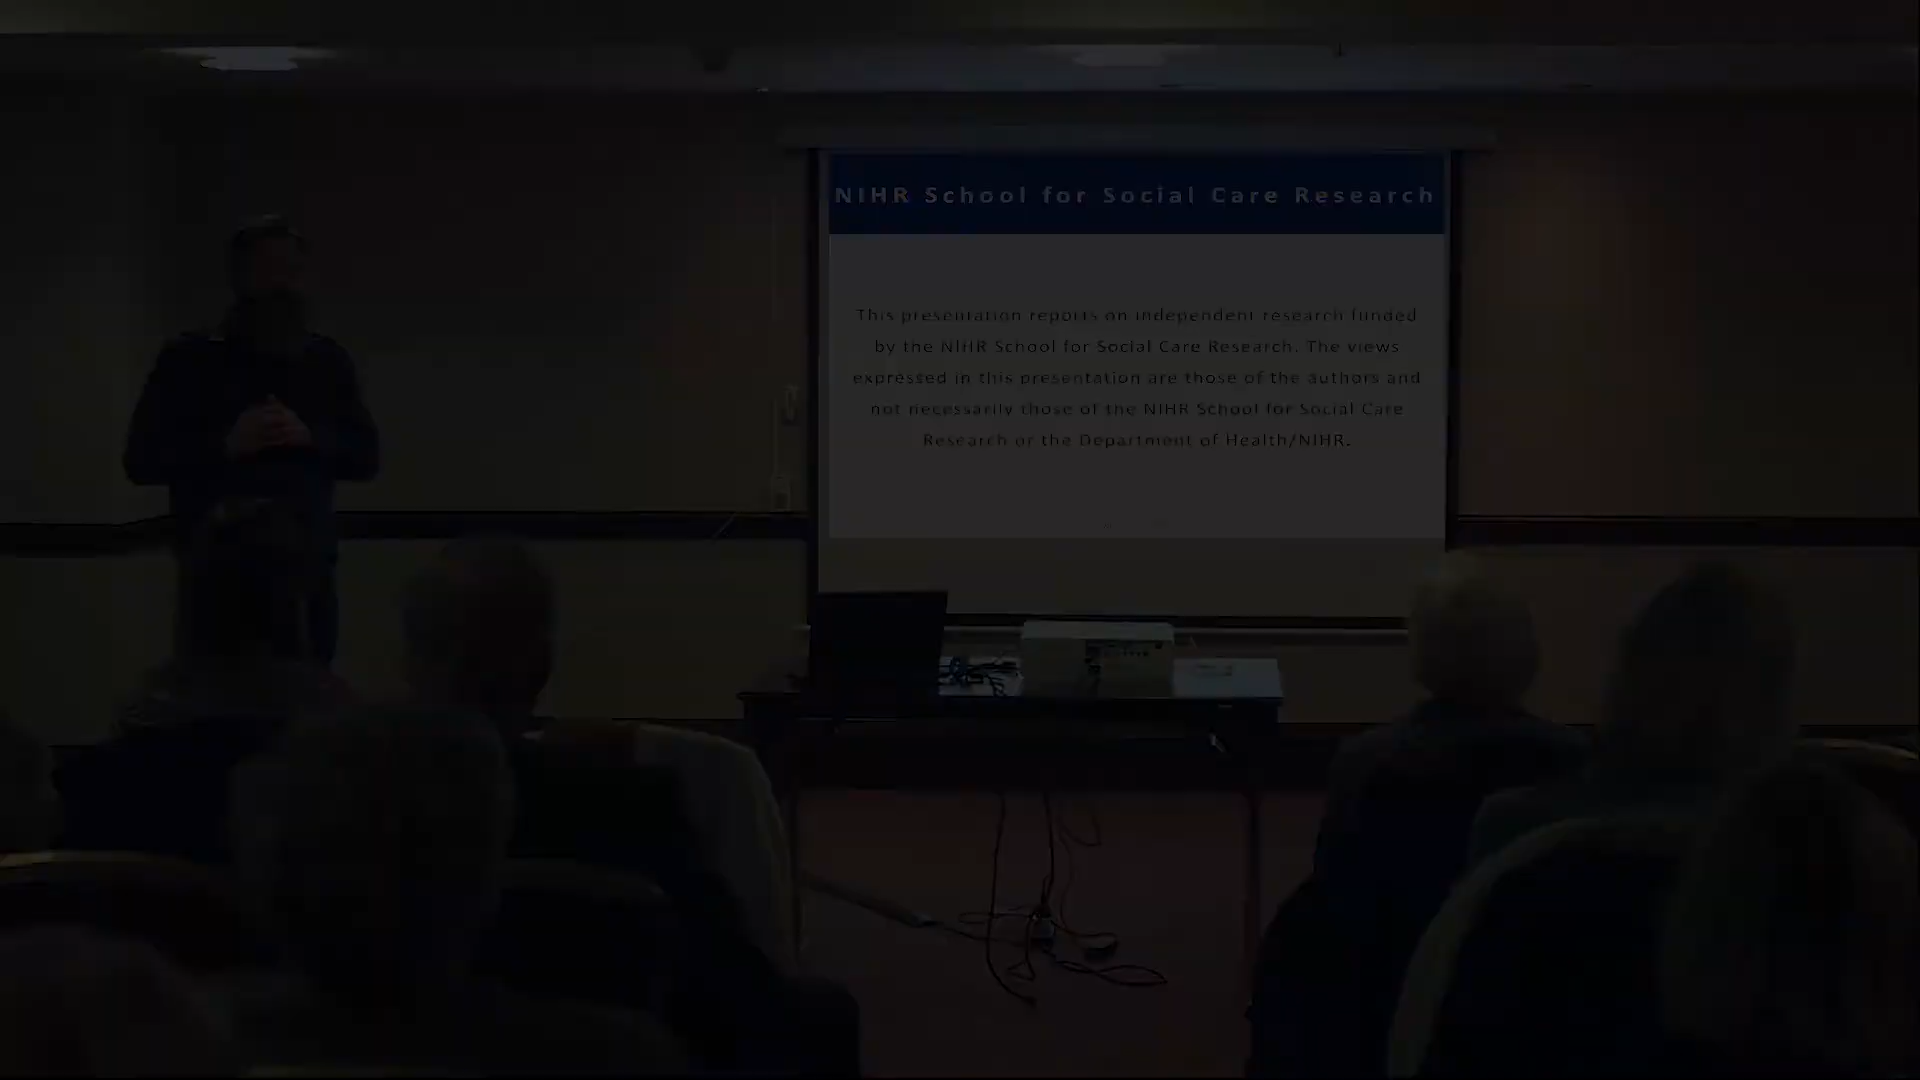 NIHR School for Social Care Research
This presentation reports on independent research funded
by the NIHR School for Social Care Research. The views
expressed in this presentation are those of the authors and
not necessarily those of the NIHR School for Social Care
Research or the Department of Health/NIHR.